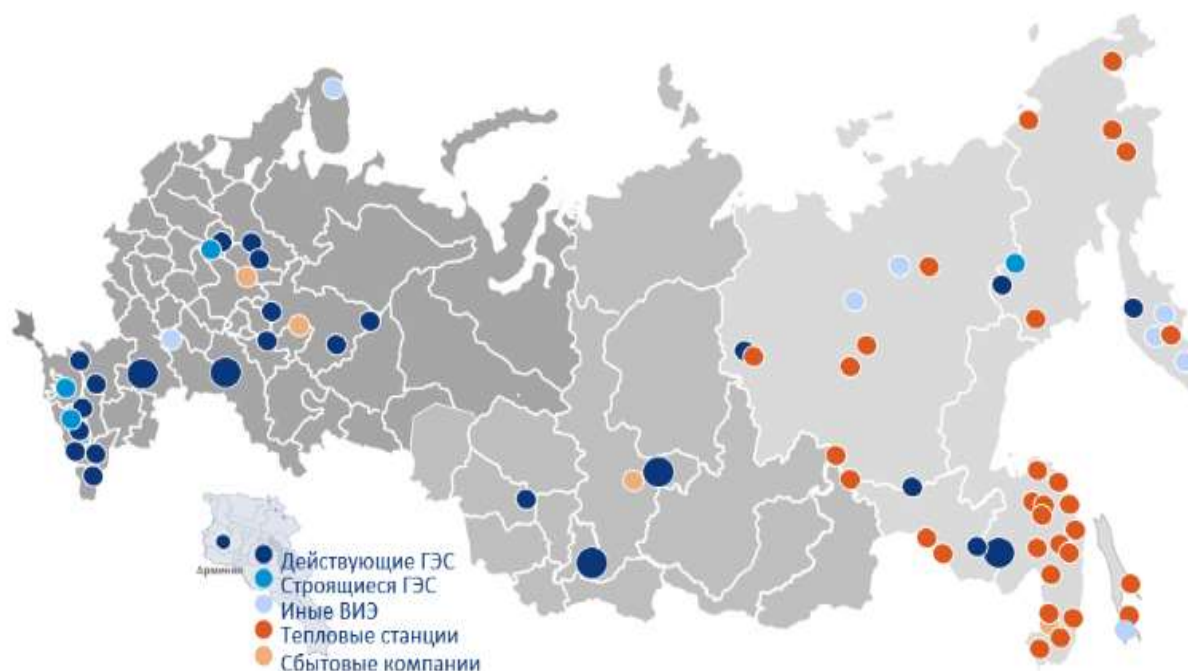 Армения
Действующие ГЭС
Строящиеся ГЭС
Иные ВИЭ
Тепловые станции
Сбытовые компании